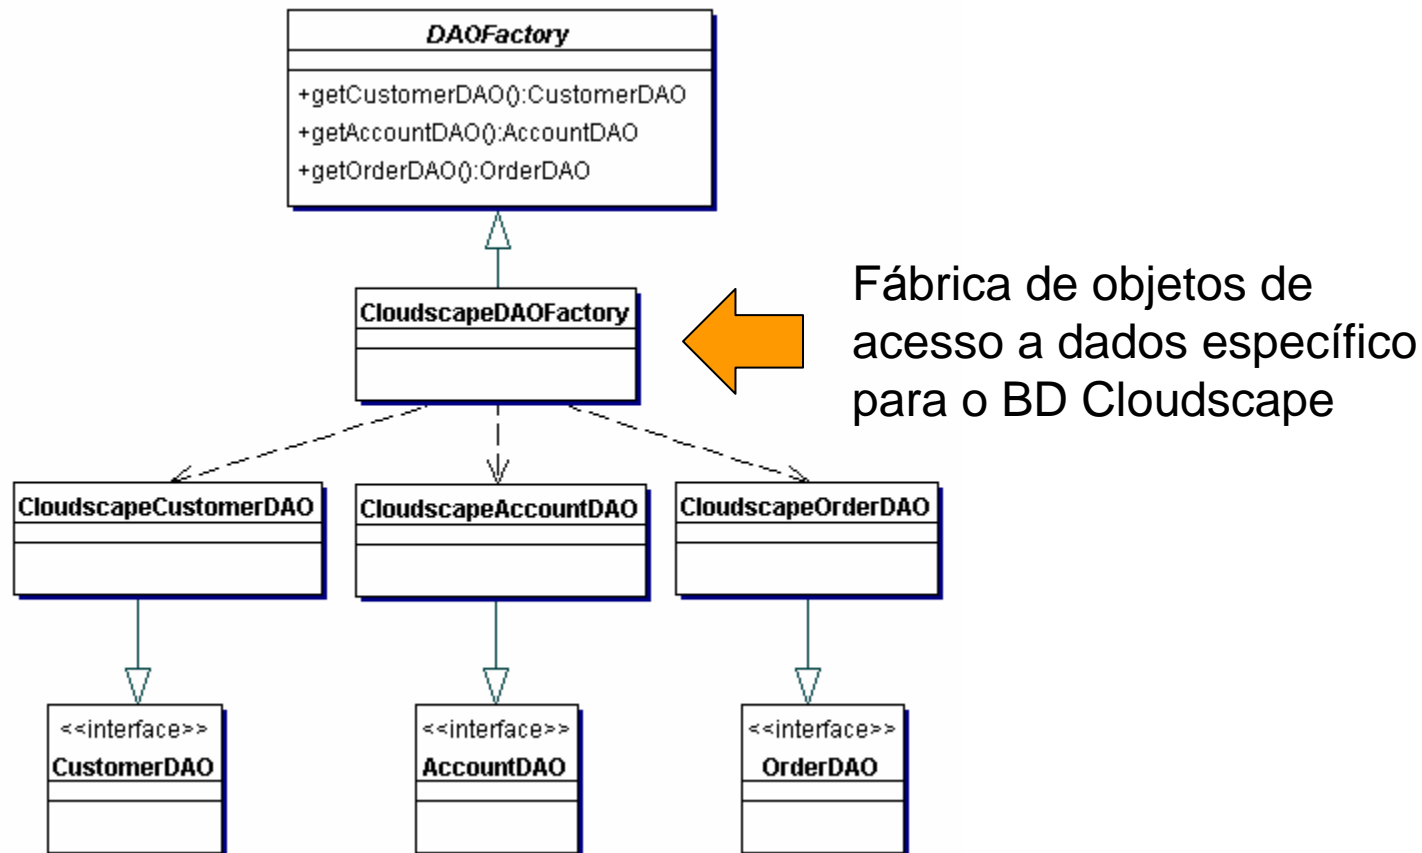 DAOFactory
+getCustomerDAO():CustomerDAO
+getAccountDAO():AccountDAO
+getOrderDAO():OrderDAO
CloudscapeDAOFactory
Fábrica de objetos de
acesso a dados específico
para o BD Cloudscape
CloudscapeCustomerDAO
CloudscapeAccountDAO
CloudscapeOrderDAO
<<interface>>
CustomerDAO
<<interface>>
AccountDAO
<<interface>>
OrderDAO